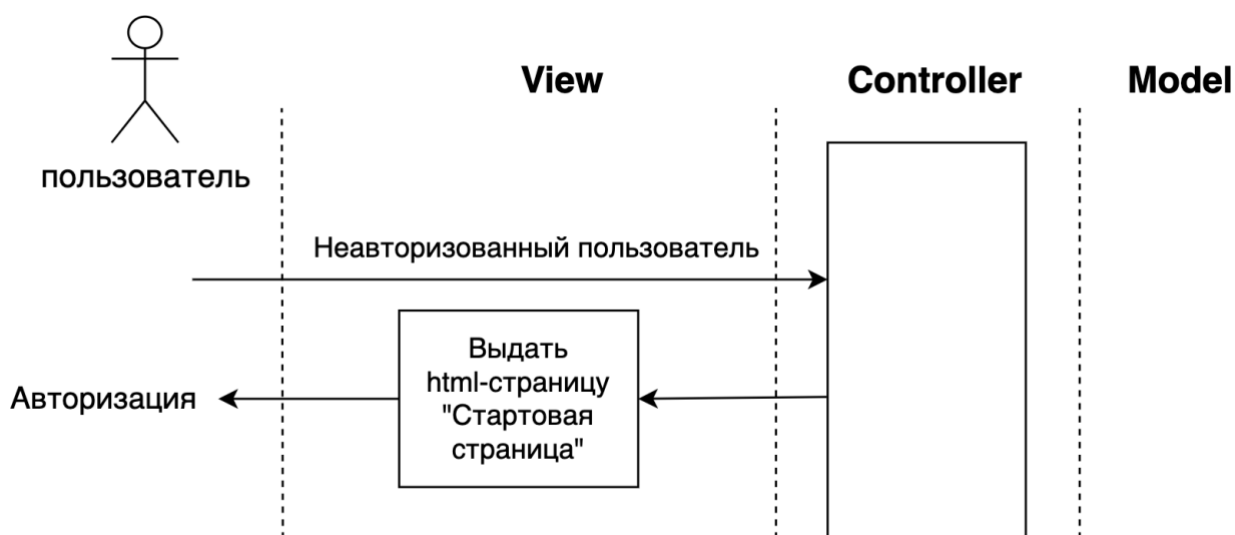 View
Controller
Model
пользователь
Неавторизованный пользователь
Выдать
html-страницу
"Стартовая
страница"
Авторизация